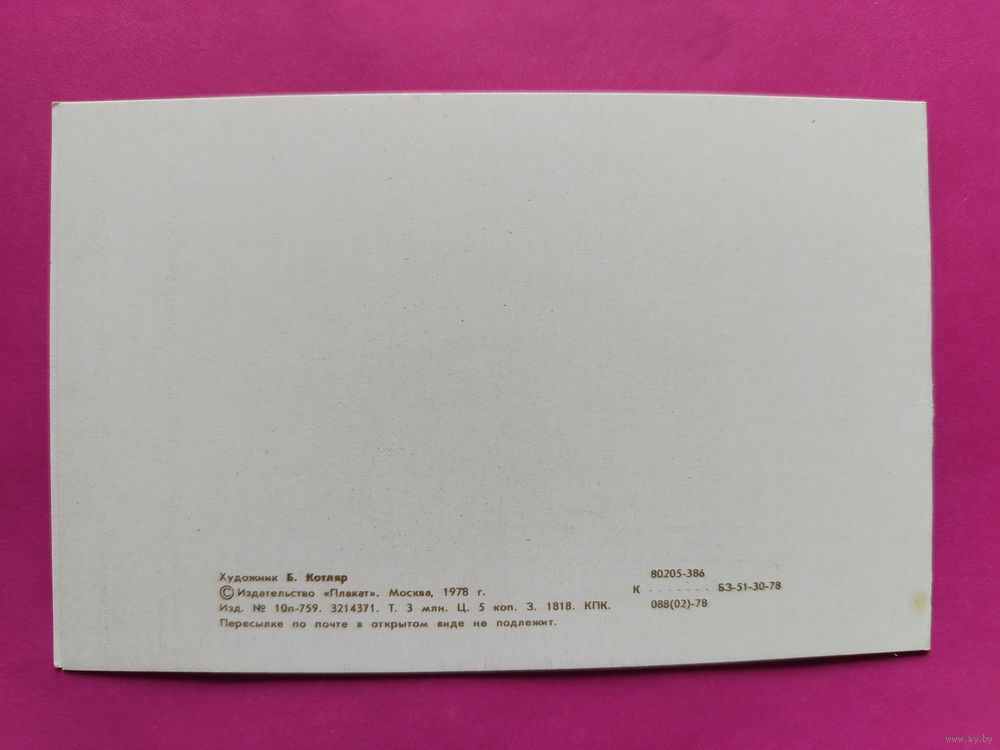 Художник Б. Котляр
© Издательство «Плакат». Москва, 1978 г.
Изд. № 10п-759. 3214371. Т. 3 млн. Ц. 5 коп. З. 1818. КПК.
Пересылке по почте в открытом виде не подлежит.
80205-386
К ------- БЗ-51-30-78
088(02)-78
www.ay.by